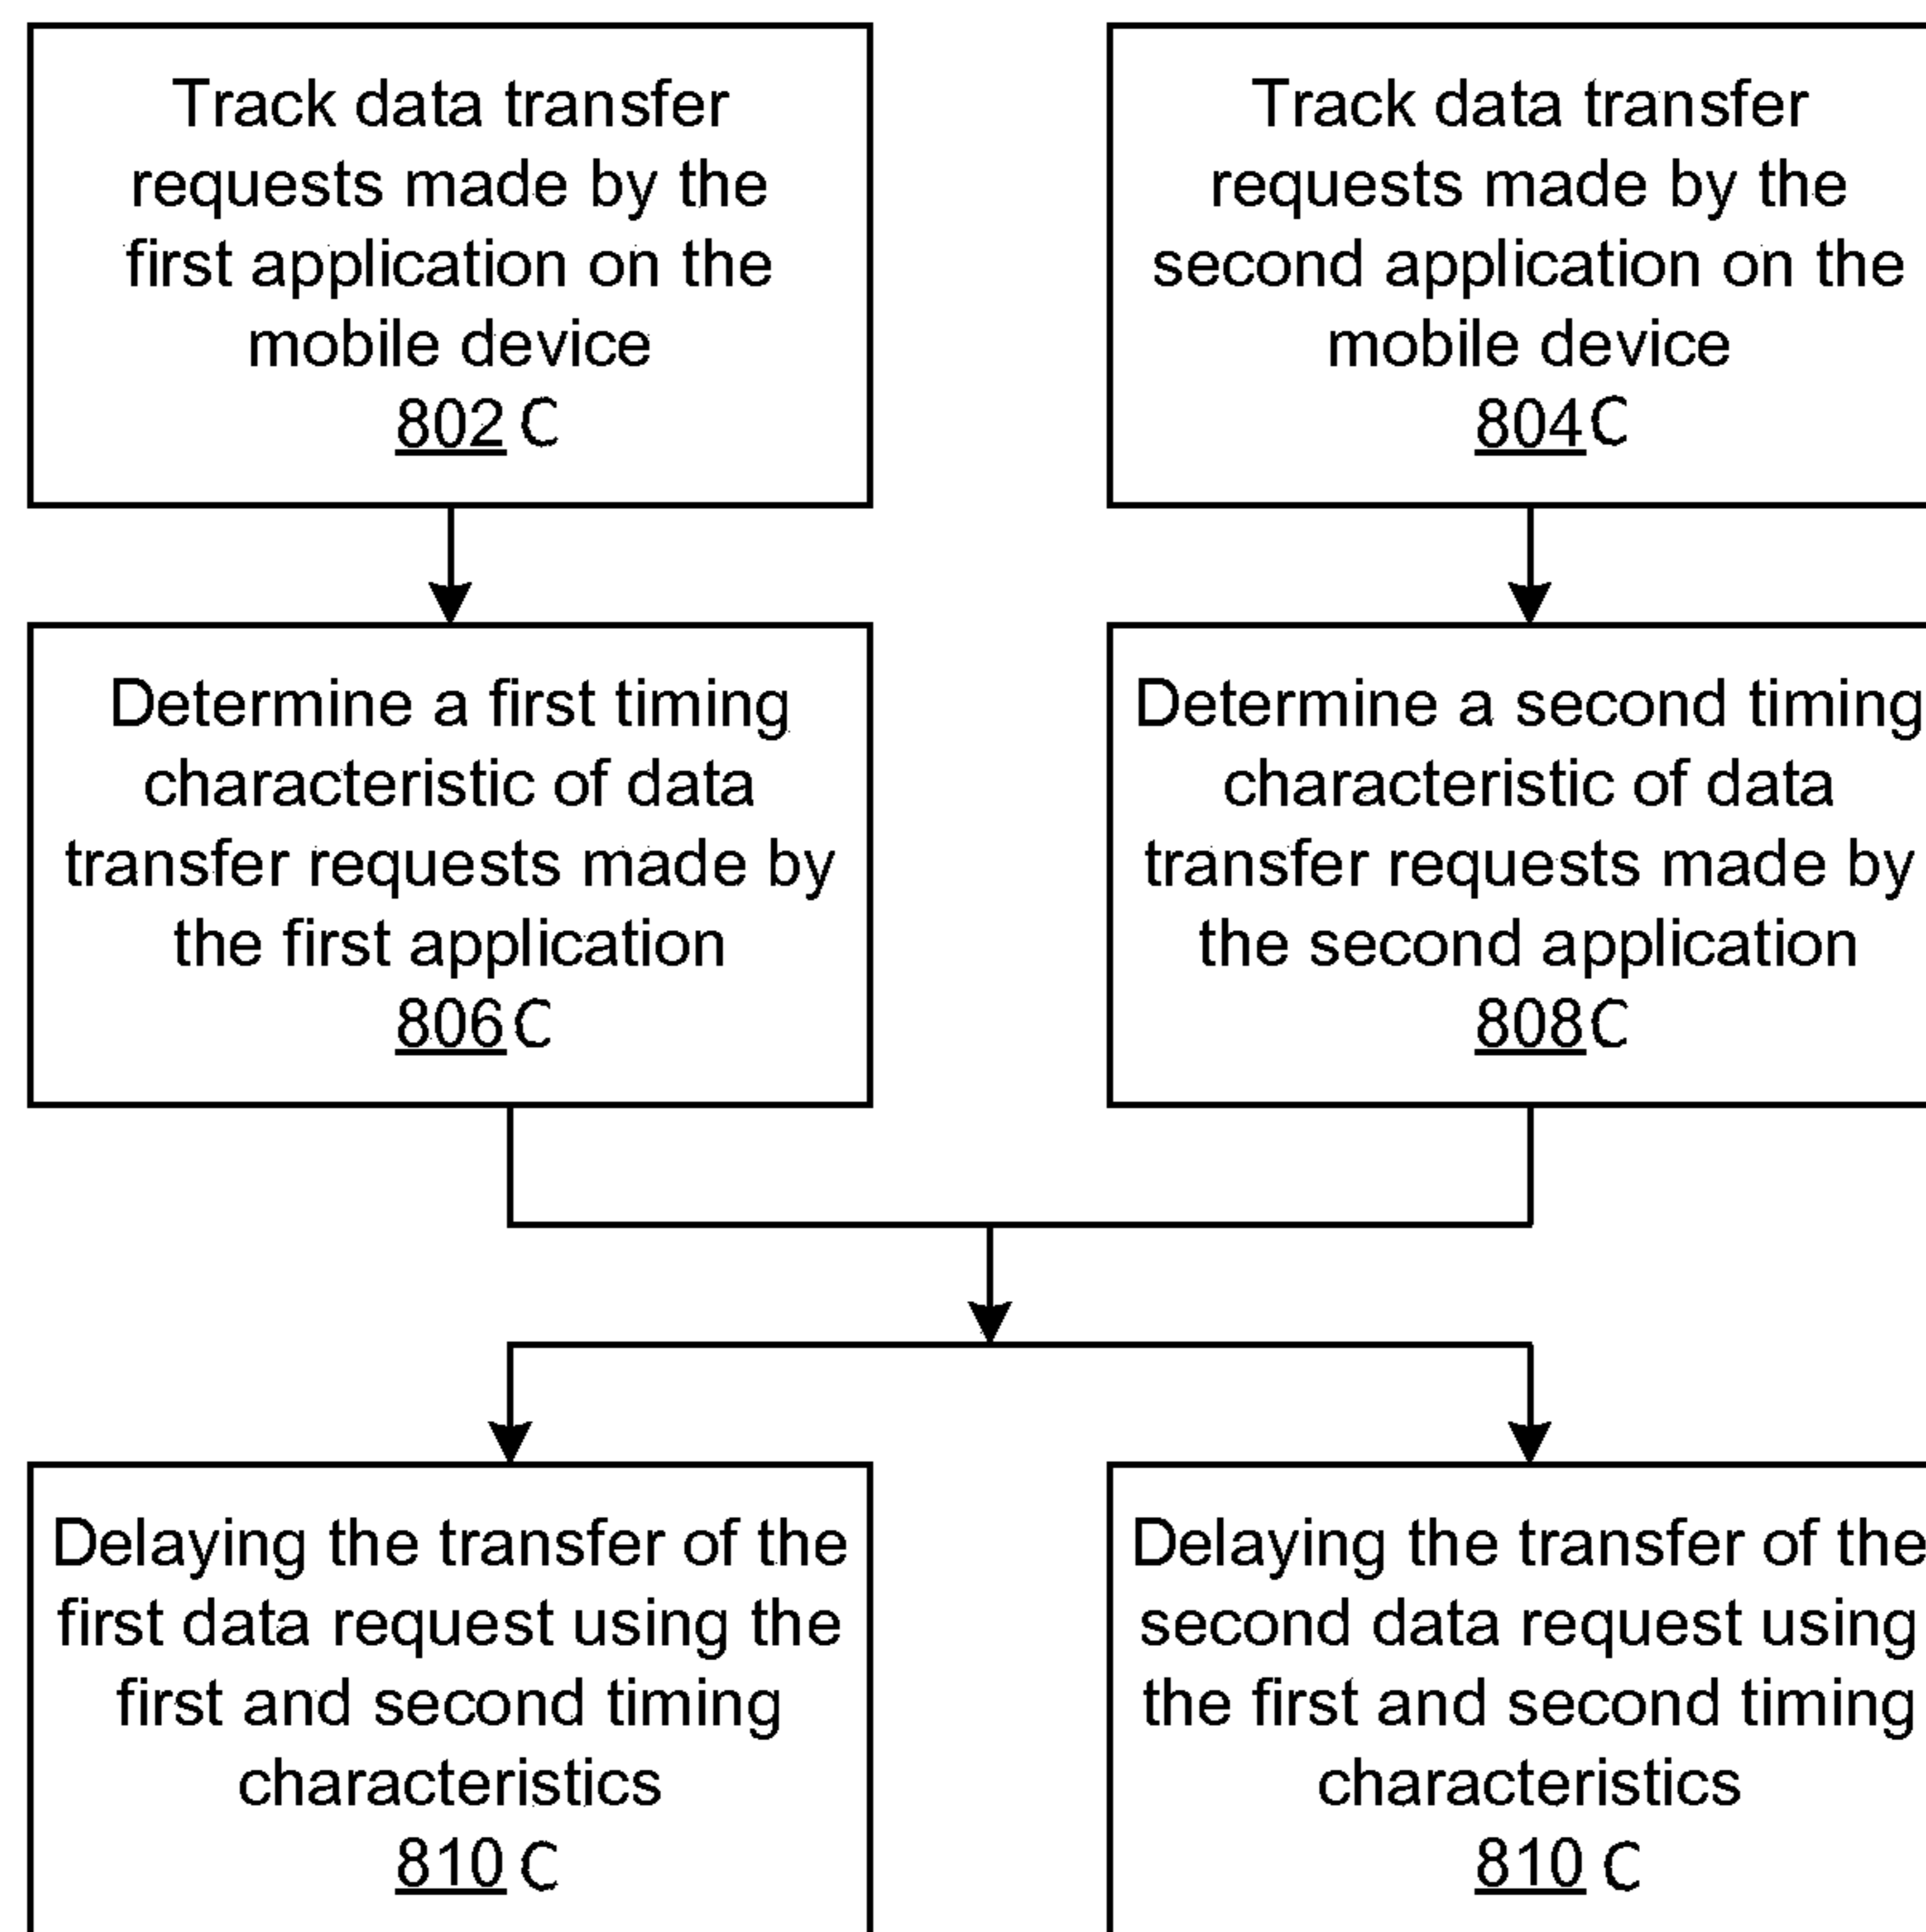 Track data transfer
requests made by the
first application on the
mobile device
802 C
Track data transfer
requests made by the
second application on the
mobile device
804 C
Determine a first timing
characteristic of data
transfer requests made by
the first application
806 C
Determine a second timing
characteristic of data
transfer requests made by
the second application
808 C
Delaying the transfer of the
first data request using the
first and second timing
characteristics
810 C
Delaying the transfer of the
second data request using
the first and second timing
characteristics
810 C